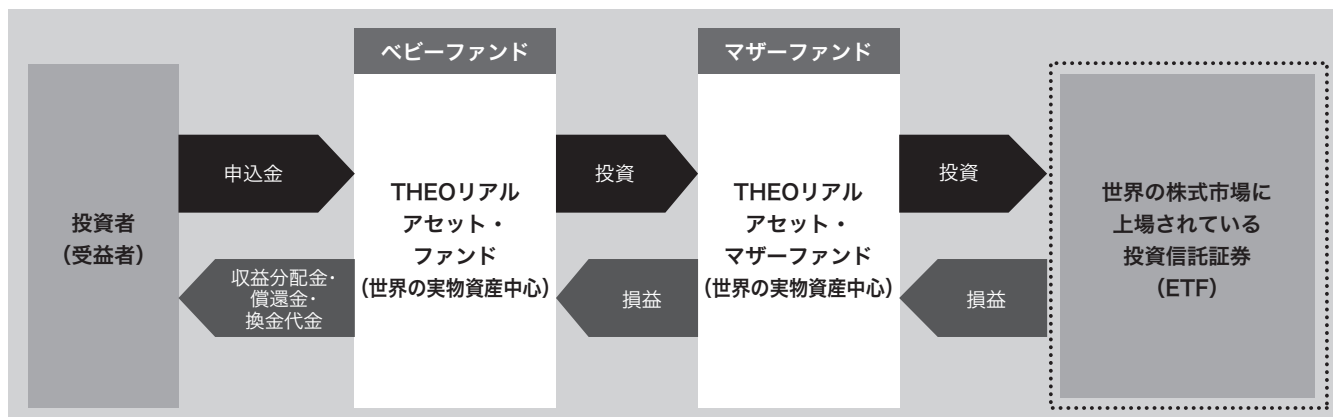 投資者
(受益者)
申込金
収益分配金・
償還金・
換金代金
ベビーファンド
THEOリアル
アセット・
ファンド
(世界の実物資産中心)
投資
損益
マザーファンド
THEOリアル
アセット・
マザーファンド
(世界の実物資産中心)
投資
損益
世界の株式市場に
上場されている
投資信託証券
(ETF)